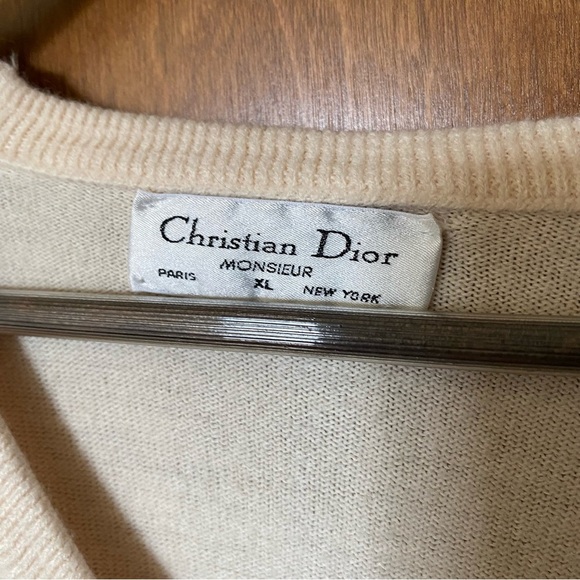 Christian Dior
MONSIEUR
PARIS XL NEW YORK